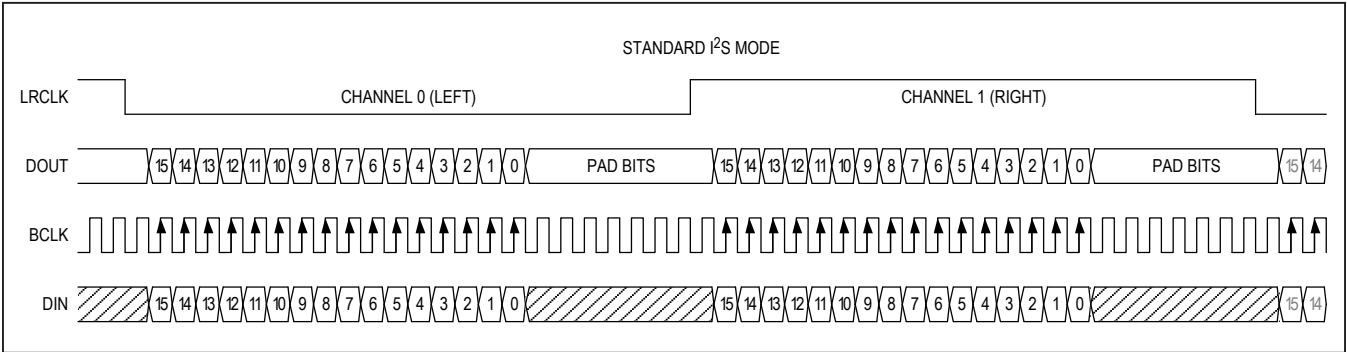 STANDARD I²S MODE
LRCLK CHANNEL 0 (LEFT) CHANNEL 1 (RIGHT)
DOUT 15 14 13 12 11 10 9 8 7 6 5 4 3 2 1 0 PAD BITS 15 14 13 12 11 10 9 8 7 6 5 4 3 2 1 0 PAD BITS 15 14
BCLK
DIN 15 14 13 12 11 10 9 8 7 6 5 4 3 2 1 0 15 14 13 12 11 10 9 8 7 6 5 4 3 2 1 0 15 14